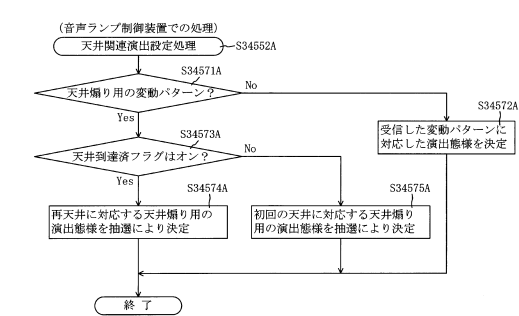 (音声ランプ制御装置での処理)
天井関連演出設定処理
S34552A
S34571A
天井煽り用の変動パターン？
No
Yes
S34572A
受信した変動パターンに
対応した演出態様を決定
S34573A
天井到達済フラグはオン？
No
Yes
S34574A
再天井に対応する天井煽り用の
演出態様を抽選により決定
S34575A
初回の天井に対応する天井煽り
用の演出態様を抽選により決定
終了